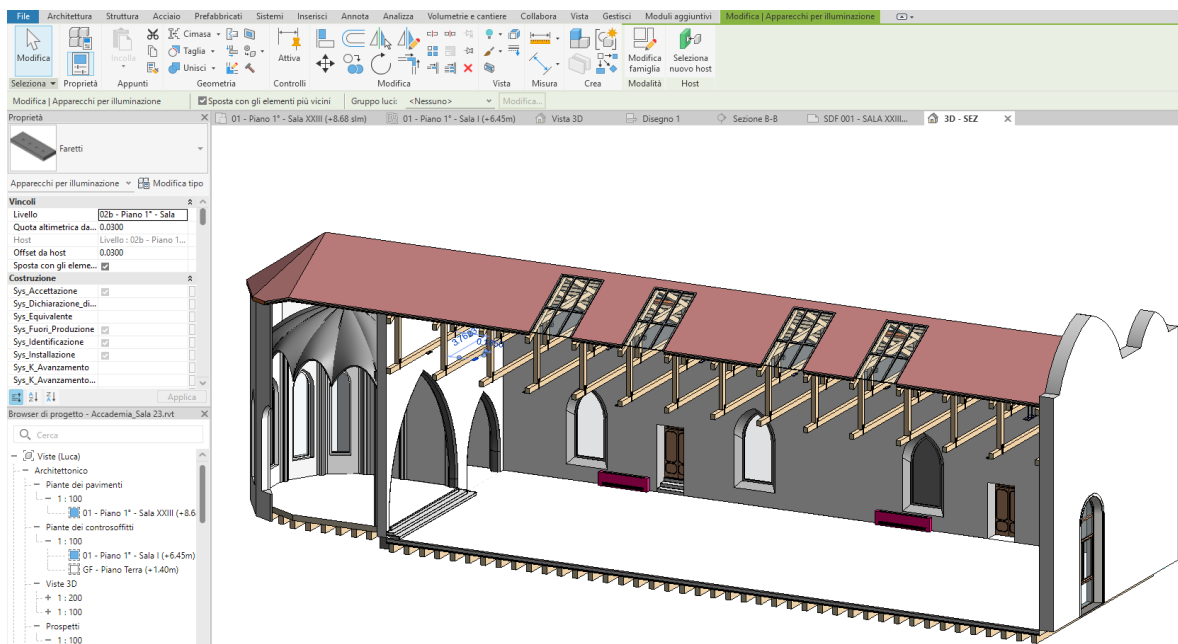 File Architettura Struttura Acciaio Prefabbricati Sistemi Inserisci Annota Analizza Volumetrie e cantiere Collabora Vista Gestisci Moduli aggiuntivi Modifica | Apparecchi per illuminazione
Modifica
Incolla
Cimasa
Taglia
Unisci
Attiva
Modifica famiglia
Seleziona nuovo host
Seleziona Proprietà Appunti Geometria Controlli Modifica Vista Misura Crea Modalità Host
Modifica | Apparecchi per illuminazione Sposta con gli elementi più vicini Gruppo luci: <Nessuno> Modifica...
Proprietà X
01 - Piano 1° - Sala XXIII (+8.68 slm) 01 - Piano 1° - Sala I (+6.45m) Vista 3D Disegno 1 Sezione B-B SDF 001 - SALA XXIII... 3D - SEZ X
Faretti
Apparecchi per illuminazione Modifica tipo
Vincoli
Livello 02b - Piano 1° - Sala
Quota altimetrica da... 0.0300
Host Livello : 02b - Piano 1...
Offset da host 0.0300
Sposta con gli eleme...
Costruzione
Sys_Accettazione
Sys_Dichiarazione_di...
Sys_Equivalente
Sys_Fuori_Produzione
Sys_Identificazione
Sys_Installazione
Sys_K_Avanzamento
Sys_K_Avanzamento...
Applica
Browser di progetto - Accademia_Sala 23.rvt X
Cerca
Viste (Luca)
Architettonico
Piante dei pavimenti
1 : 100
01 - Piano 1° - Sala XXIII (+8.6
Piante dei controsoffitti
1 : 100
01 - Piano 1° - Sala I (+6.45m)
GF - Piano Terra (+1.40m)
Viste 3D
1 : 200
1 : 100
Prospetti
1 : 100